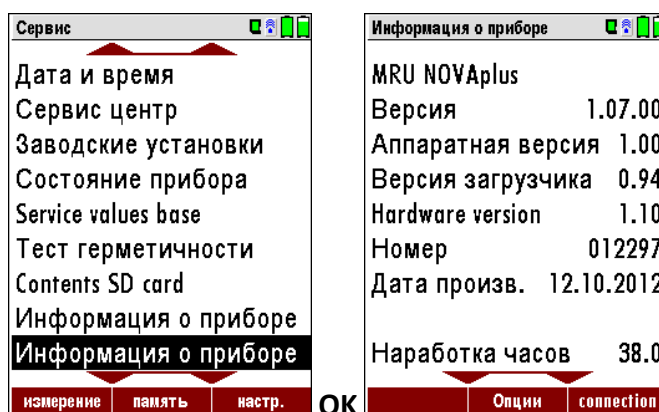 Сервис
Дата и время
Сервис центр
Заводские установки
Состояние прибора
Service values base
Тест герметичности
Contents SD card
Информация о приборе
Информация о приборе
измерение память настр.
OK
Информация о приборе
MRU NOVAplus
Версия 1.07.00
Аппаратная версия 1.00
Версия загрузчика 0.94
Hardware version 1.10
Номер 012297
Дата произв. 12.10.2012
Наработка часов 38.0
Опции connection